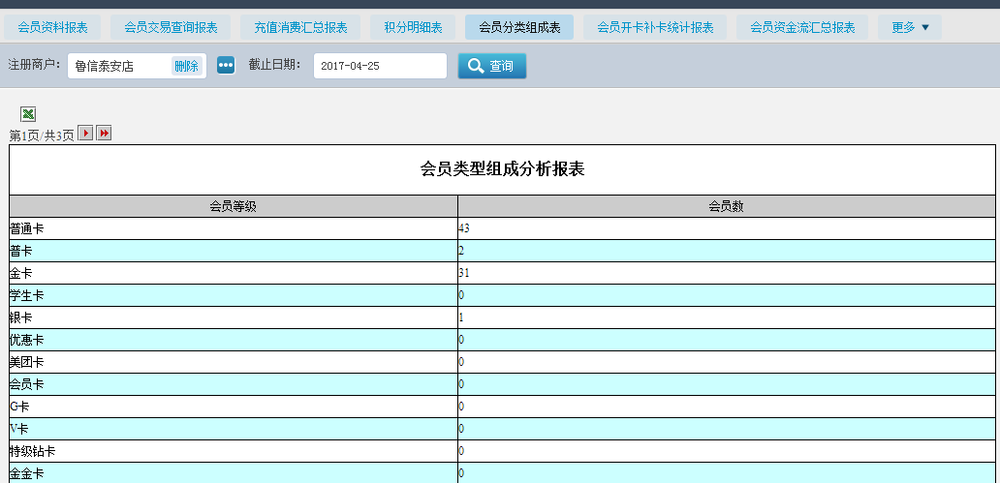 会员资料报表 会员交易查询报表 充值消费汇总报表 积分明细表 会员分类组成表 会员开卡补卡统计报表 会员资金流汇总报表 更多
注册商户： 鲁信泰安店 删除 截止日期： 2017-04-25 查询
第1页/共3页
会员类型组成分析报表
会员等级 会员数
普通卡 43
普卡 2
金卡 31
学生卡 0
银卡 1
优惠卡 0
美团卡 0
会员卡 0
G卡 0
V卡 0
特级钻卡 0
金金卡 0